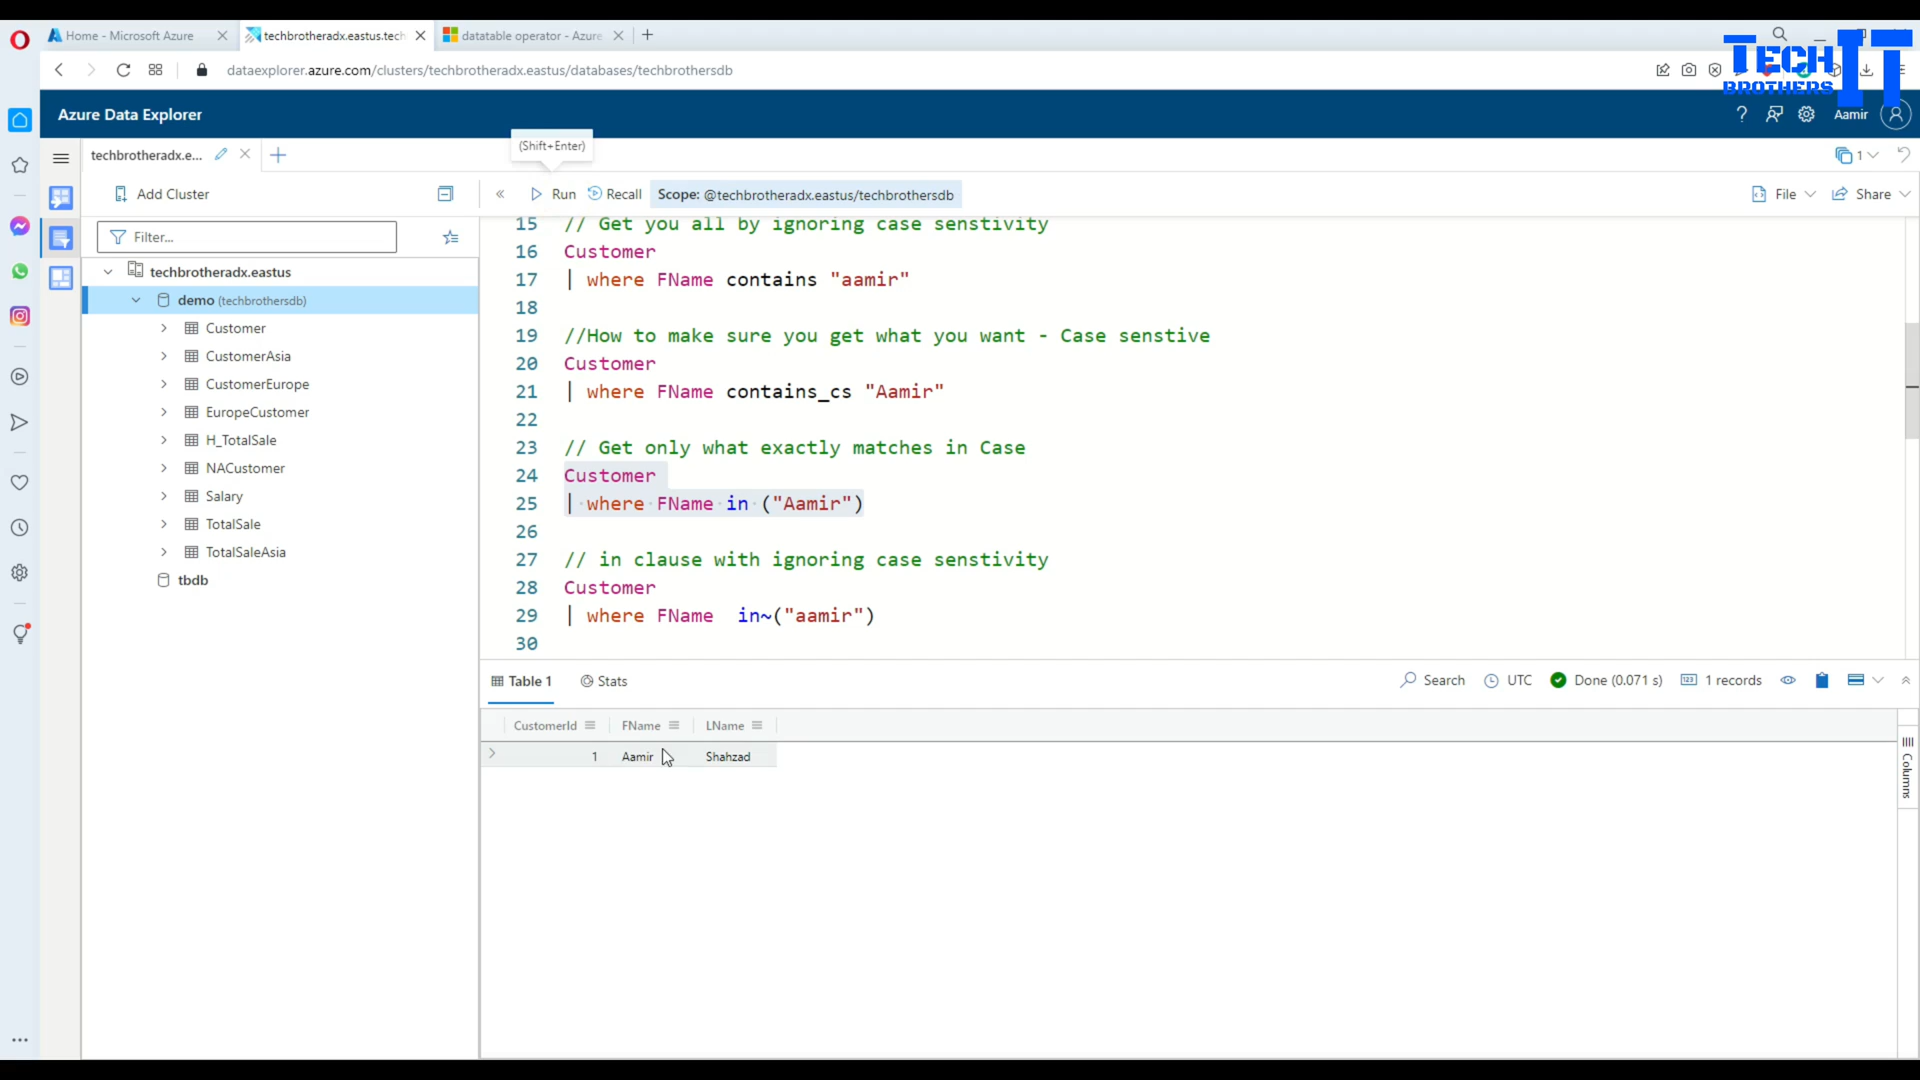 Home - Microsoft Azure
techbrotheradx.eastus.tech
datatable operator - Azure
TECH IT
BROTHERS
dataexplorer.azure.com/clusters/techbrotheradx.eastus/databases/techbrothersdb
Azure Data Explorer
? Aamir
techbrotheradx.e...
(Shift+Enter)
1
Add Cluster
Run
Recall
Scope: @techbrotheradx.eastus/techbrothersdb
File
Share
Filter...
techbrotheradx.eastus
demo (techbrothersdb)
Customer
CustomerAsia
CustomerEurope
EuropeCustomer
H_TotalSale
NACustomer
Salary
TotalSale
TotalSaleAsia
tbdb
15 // Get you all by ignoring case senstivity
16 Customer
17 | where FName contains "aamir"
18
19 //How to make sure you get what you want - Case senstive
20 Customer
21 | where FName contains_cs "Aamir"
22
23 // Get only what exactly matches in Case
24 Customer
25 | where FName in ("Aamir")
26
27 // in clause with ignoring case senstivity
28 Customer
29 | where FName  in~("aamir")
30
Table 1
Stats
Search
UTC
Done (0.071 s)
1 records
CustomerId FName LName
1 Aamir Shahzad
Columns